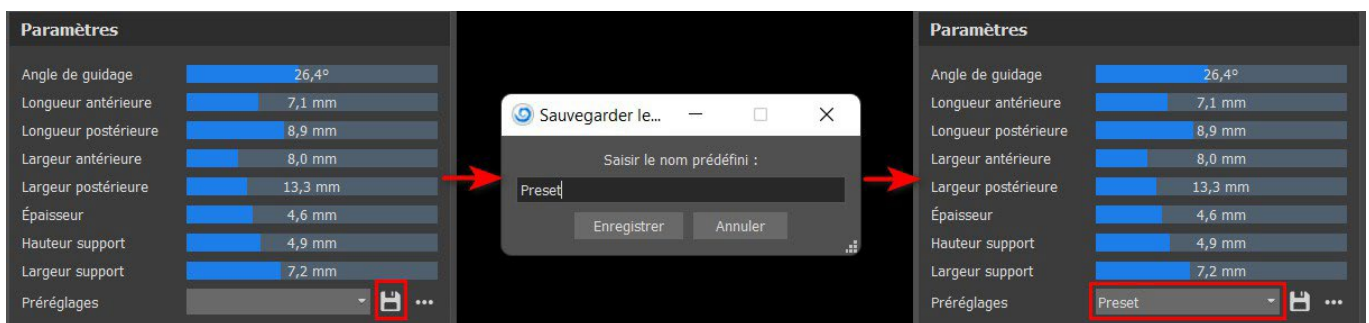 Paramètres
Angle de guidage 26,4°
Longueur antérieure 7,1 mm
Longueur postérieure 8,9 mm
Largeur antérieure 8,0 mm
Largeur postérieure 13,3 mm
Épaisseur 4,6 mm
Hauteur support 4,9 mm
Largeur support 7,2 mm
Préréglages
Sauvegarder le...
Saisir le nom prédéfini :
Preset
Enregistrer Annuler
Paramètres
Angle de guidage 26,4°
Longueur antérieure 7,1 mm
Longueur postérieure 8,9 mm
Largeur antérieure 8,0 mm
Largeur postérieure 13,3 mm
Épaisseur 4,6 mm
Hauteur support 4,9 mm
Largeur support 7,2 mm
Préréglages Preset